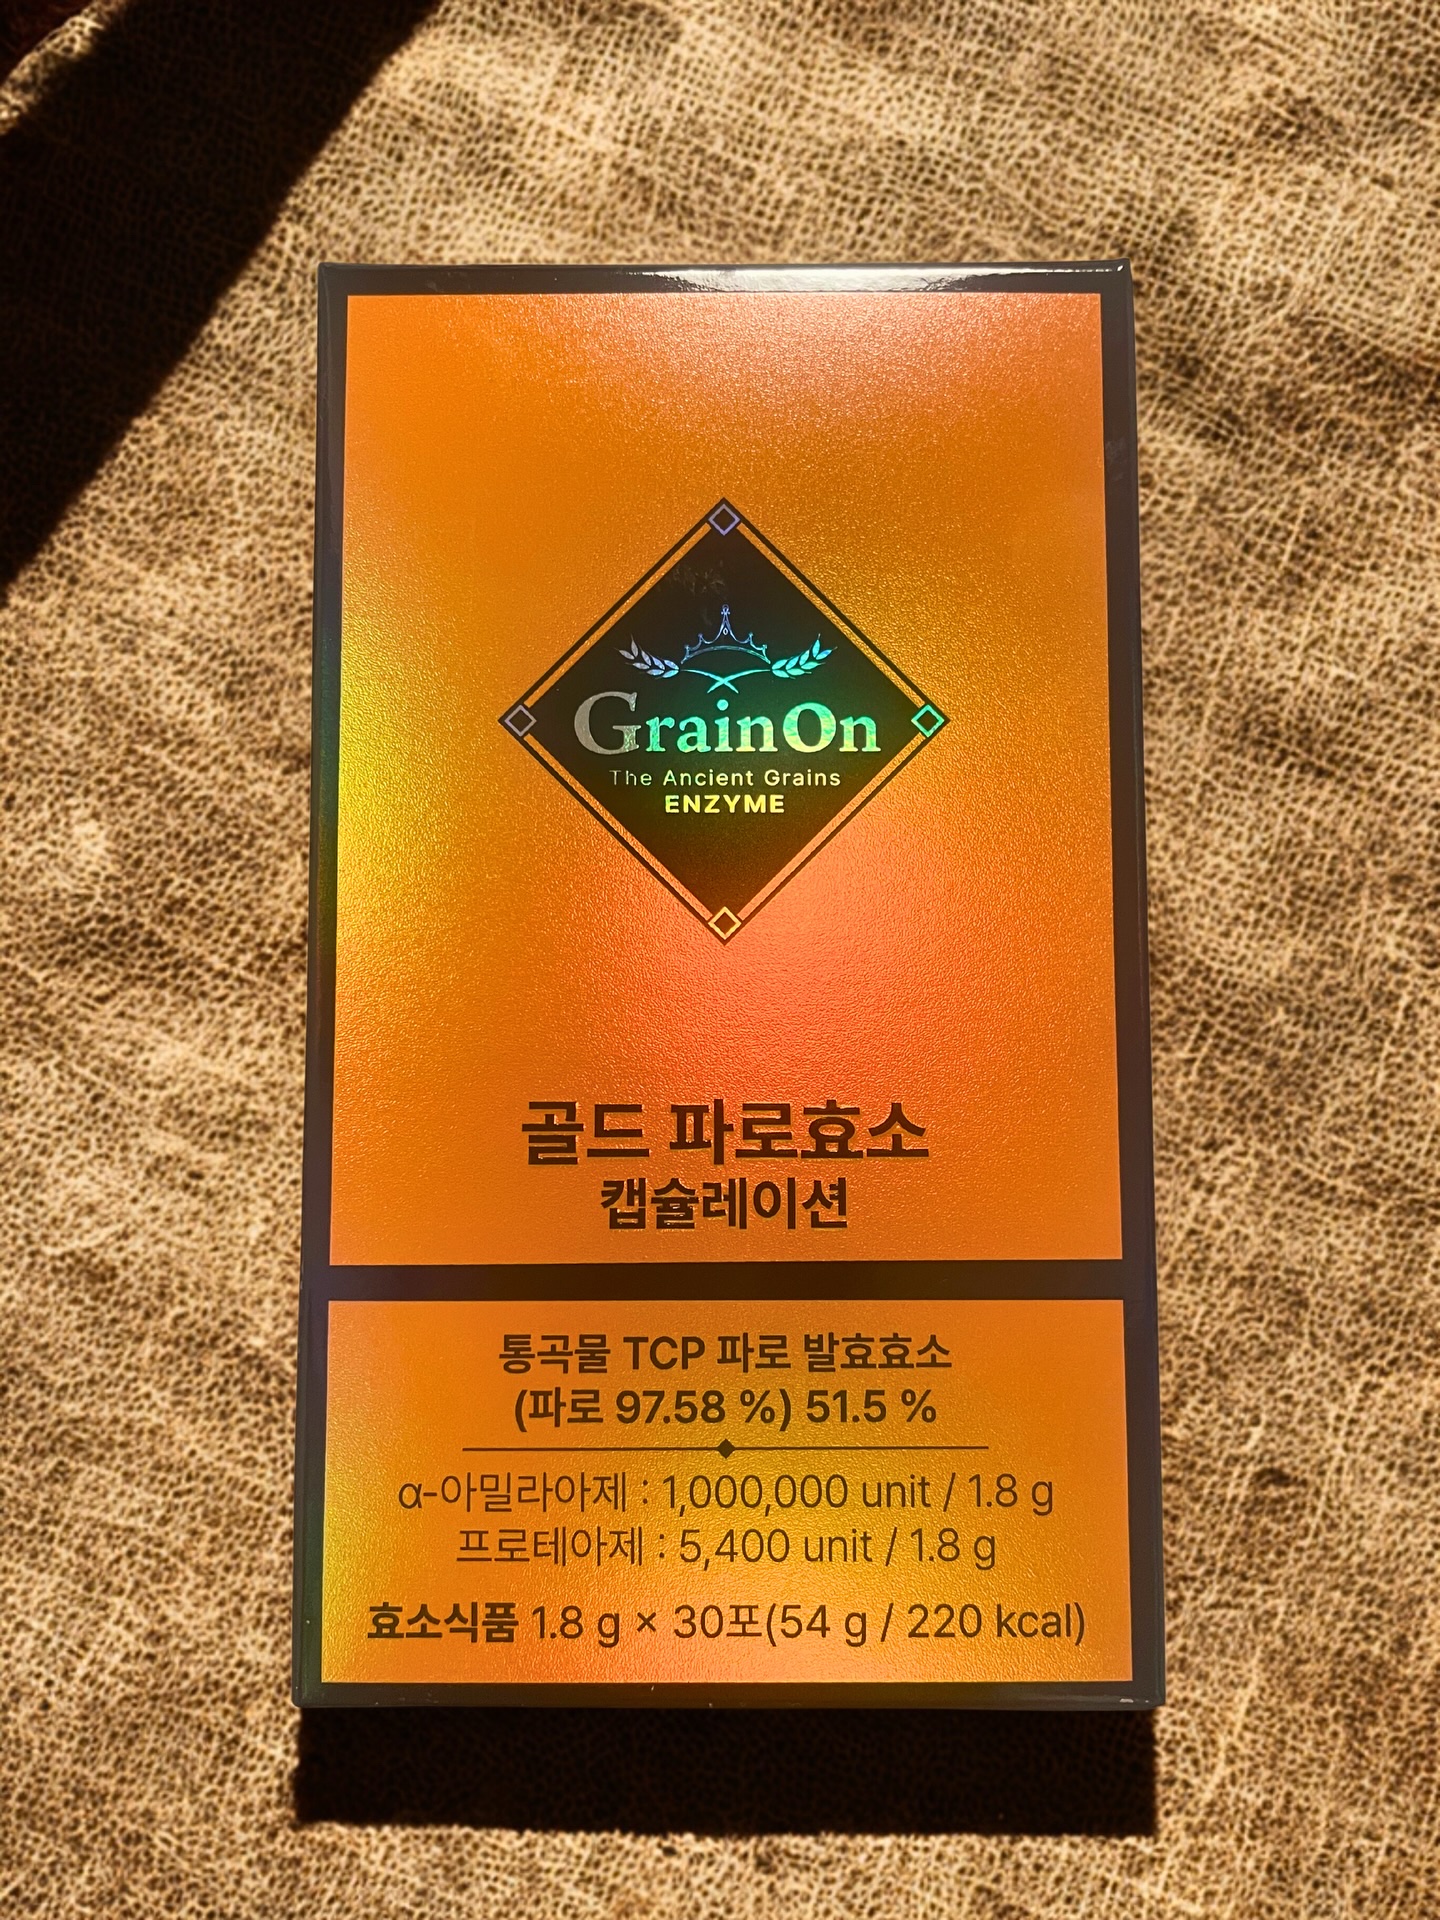 GrainOn
The Ancient Grains
ENZYME
골드 파로효소
캡슐레이션
통곡물 TCP 파로 발효효소
(파로 97.58 %) 51.5 %
α-아밀라아제 : 1,000,000 unit / 1.8 g
프로테아제 : 5,400 unit / 1.8 g
효소식품 1.8 g × 30포(54 g / 220 kcal)